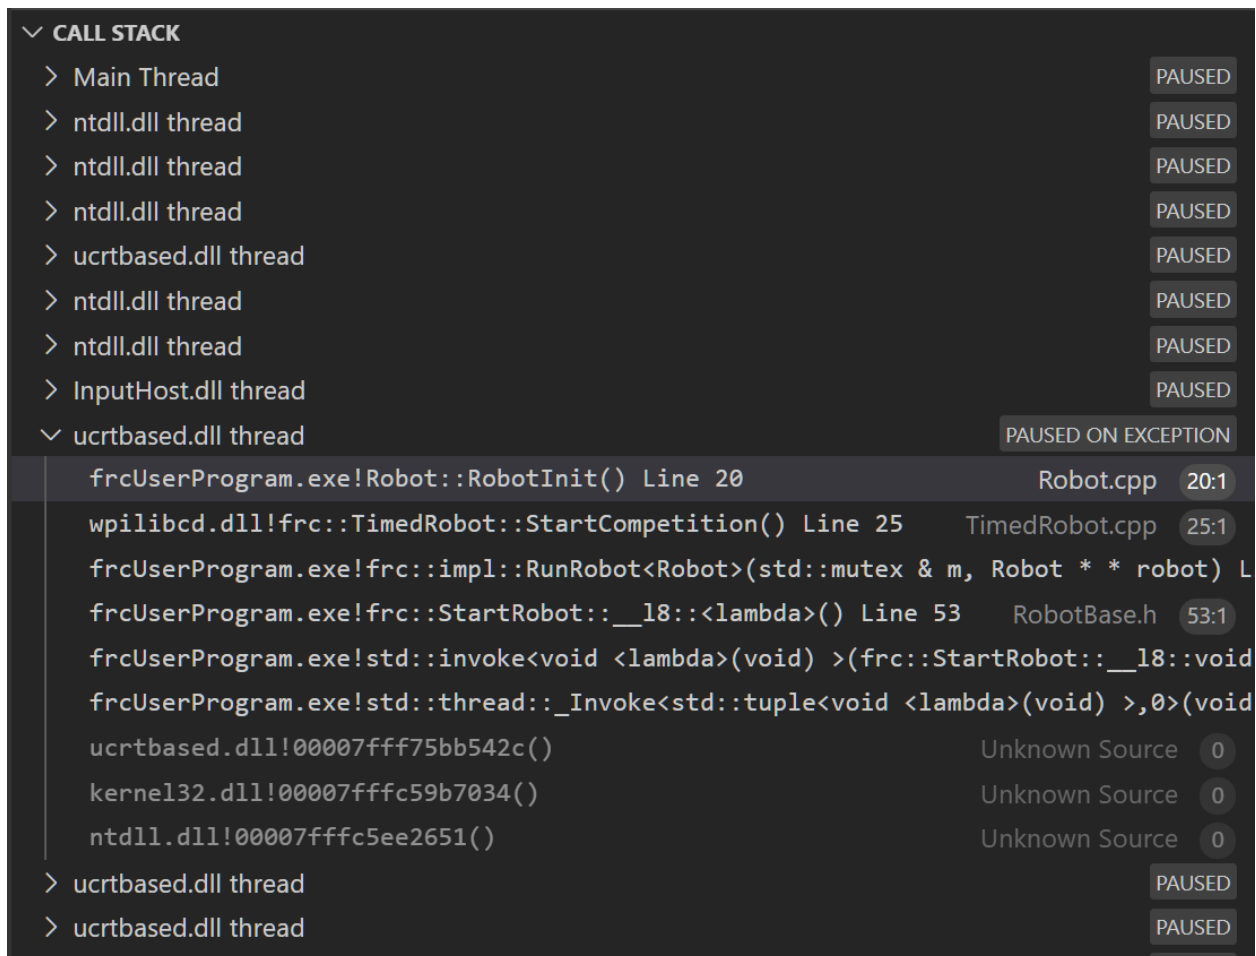 CALL STACK
Main Thread PAUSED
ntdll.dll thread PAUSED
ntdll.dll thread PAUSED
ntdll.dll thread PAUSED
ucrtbased.dll thread PAUSED
ntdll.dll thread PAUSED
ntdll.dll thread PAUSED
InputHost.dll thread PAUSED
ucrtbased.dll thread PAUSED ON EXCEPTION
frcUserProgram.exe!Robot::RobotInit() Line 20 Robot.cpp 20:1
wpilibcd.dll!frc::TimedRobot::StartCompetition() Line 25 TimedRobot.cpp 25:1
frcUserProgram.exe!frc::impl::RunRobot<Robot>(std::mutex & m, Robot * * robot) L
frcUserProgram.exe!frc::StartRobot::__l8::<lambda>() Line 53 RobotBase.h 53:1
frcUserProgram.exe!std::invoke<void <lambda>(void) >(frc::StartRobot::__l8::void
frcUserProgram.exe!std::thread::_Invoke<std::tuple<void <lambda>(void) >,0>(void
ucrtbased.dll!00007fff75bb542c() Unknown Source 0
kernel32.dll!00007fffc59b7034() Unknown Source 0
ntdll.dll!00007fffc5ee2651() Unknown Source 0
ucrtbased.dll thread PAUSED
ucrtbased.dll thread PAUSED